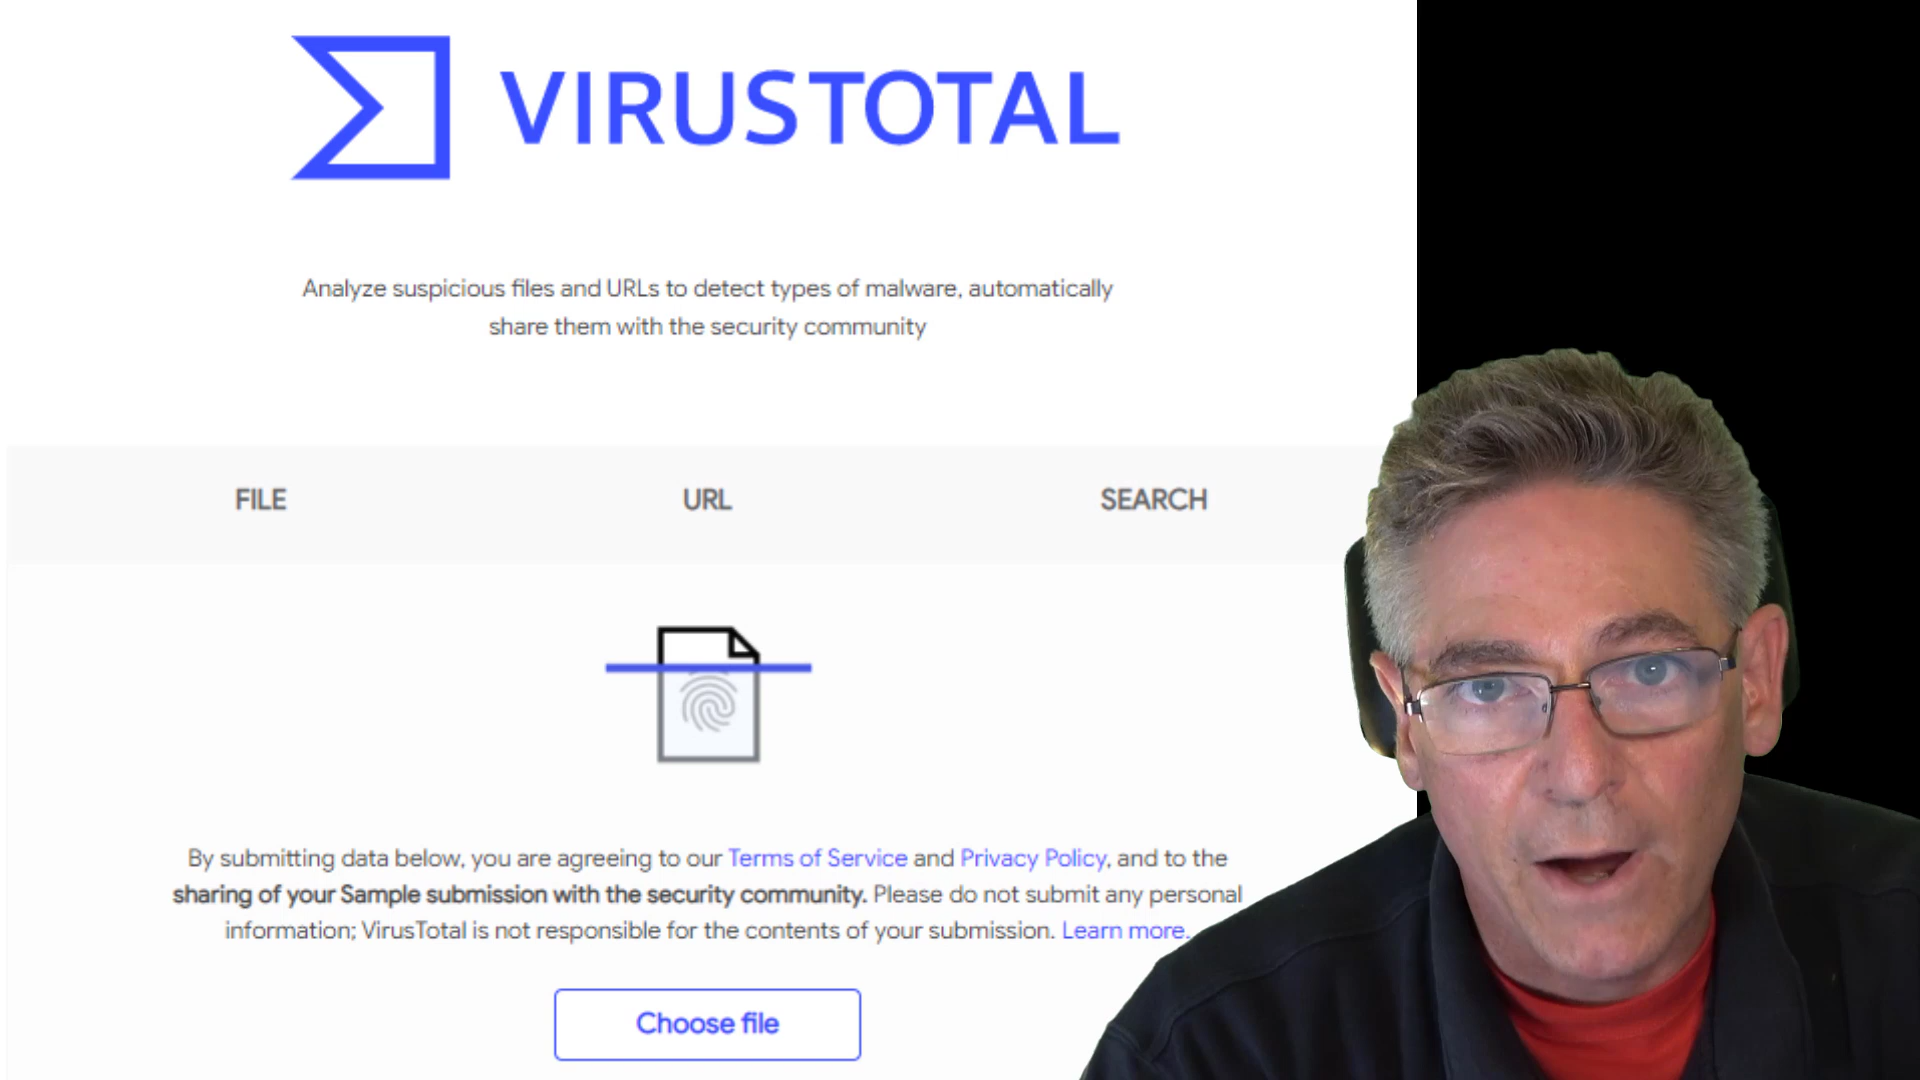 VIRUSTOTAL
Analyze suspicious files and URLs to detect types of malware, automatically
share them with the security community
FILE
URL
SEARCH
By submitting data below, you are agreeing to our Terms of Service and Privacy Policy, and to the
sharing of your Sample submission with the security community. Please do not submit any personal
information; VirusTotal is not responsible for the contents of your submission. Learn more.
Choose file